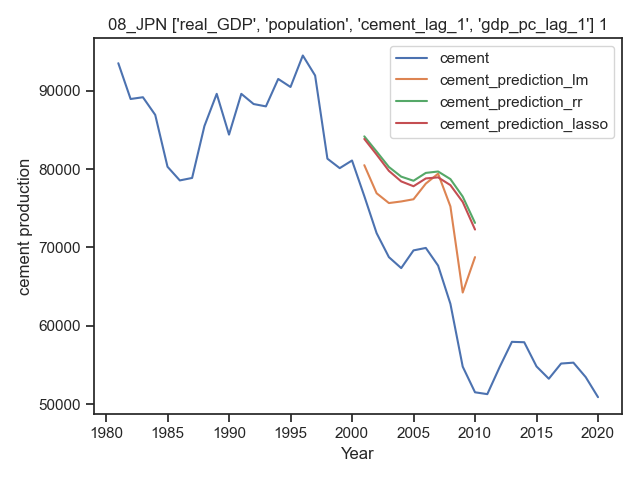 08_JPN ['real_GDP', 'population', 'cement_lag_1', 'gdp_pc_lag_1'] 1
cement
cement_prediction_lm
cement_prediction_rr
cement_prediction_lasso
cement production
90000
80000
70000
60000
50000
1980
1985
1990
1995
2000
2005
2010
2015
2020
Year